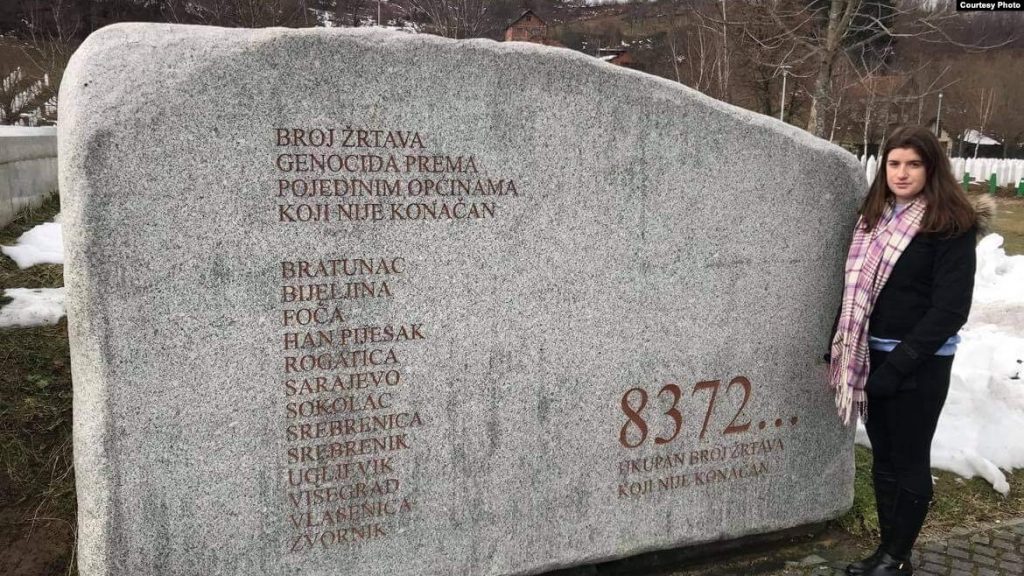 Courtesy Photo
BROJ ŽRTAVA
GENOCIDA PREMA
POJEDINIM OPĆINAMA
KOJI NIJE KONAČAN
BRATUNAC
BIJELJINA
FOČA
HAN PIJESAK
ROGATICA
SARAJEVO
SOKOLAC
SREBRENICA
SREBRENIK
UGLJEVIK
VIŠEGRAD
VLASENICA
ZVORNIK
8372...
UKUPAN BROJ ŽRTAVA
KOJI NIJE KONAČAN